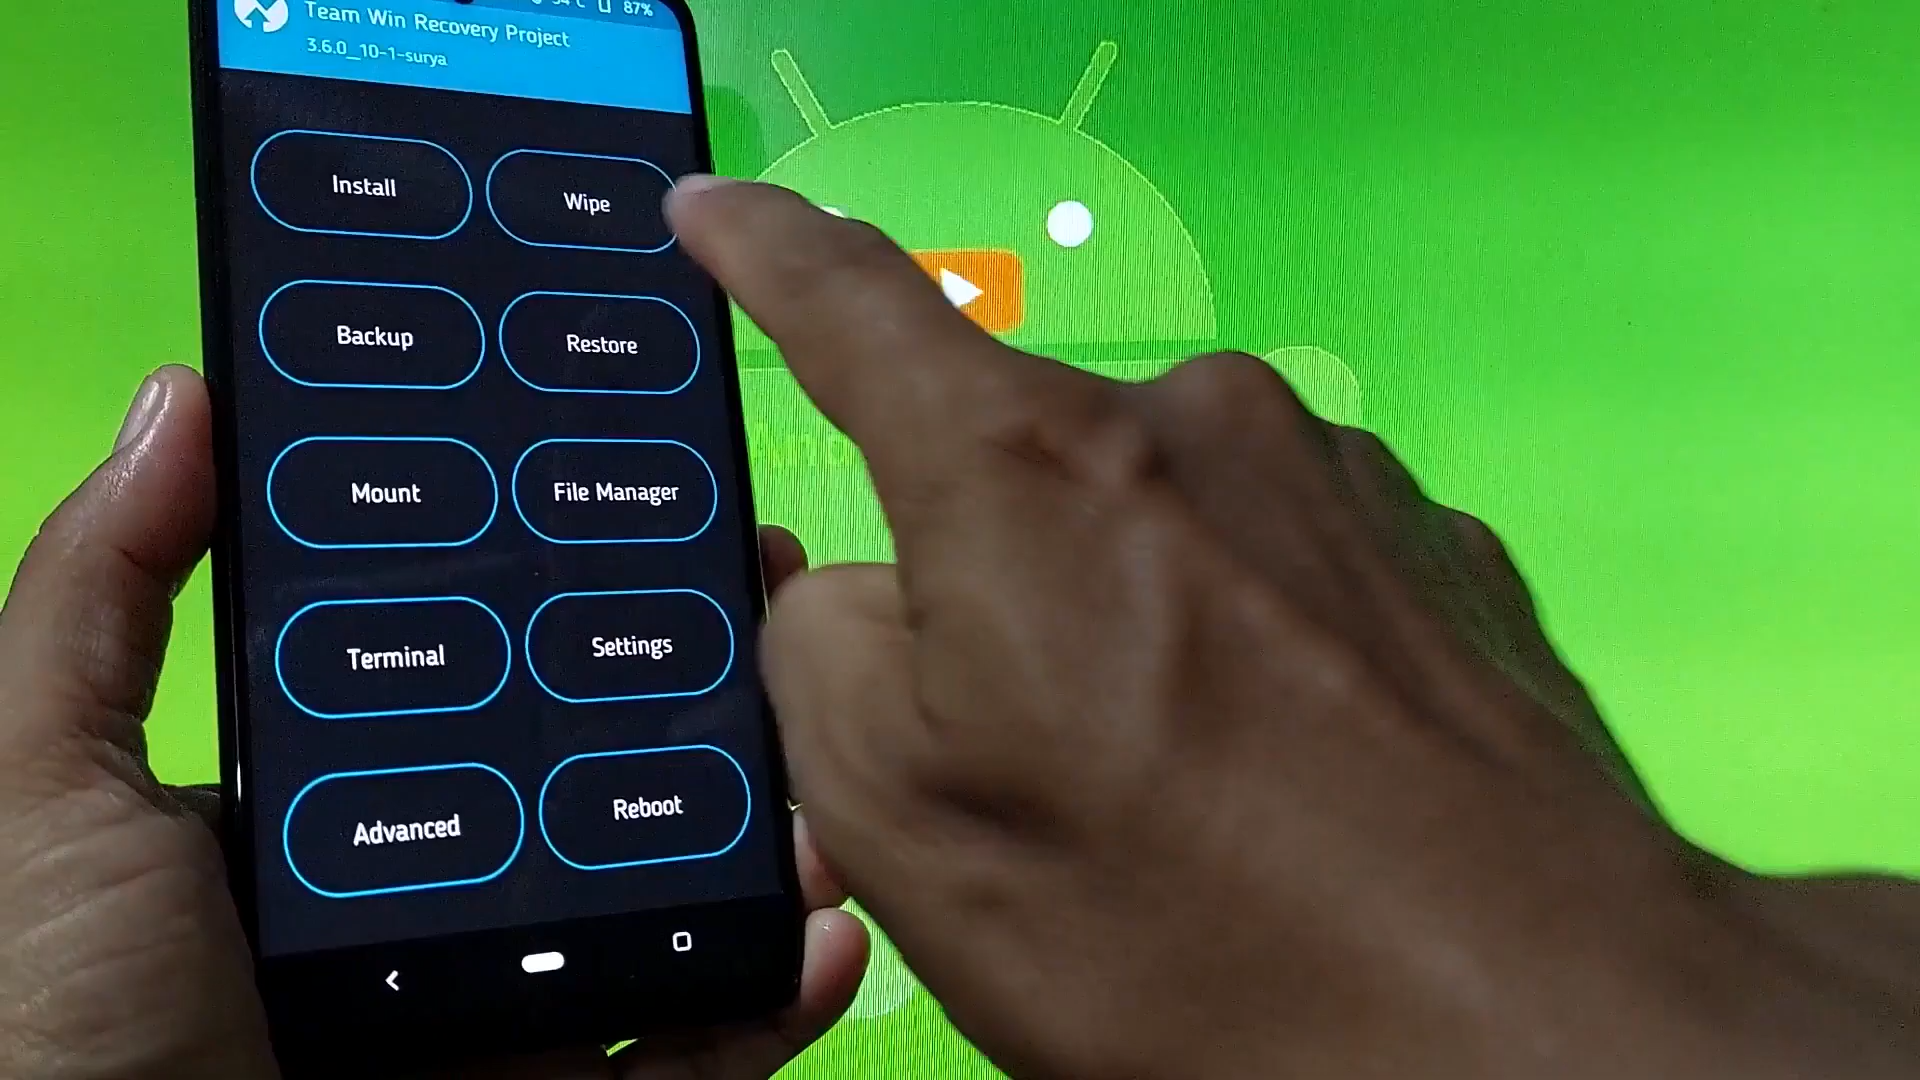 87%
Team Win Recovery Project
3.6.0_10-1-surya
Install
Wipe
Backup
Restore
Mount
File Manager
Terminal
Settings
Advanced
Reboot